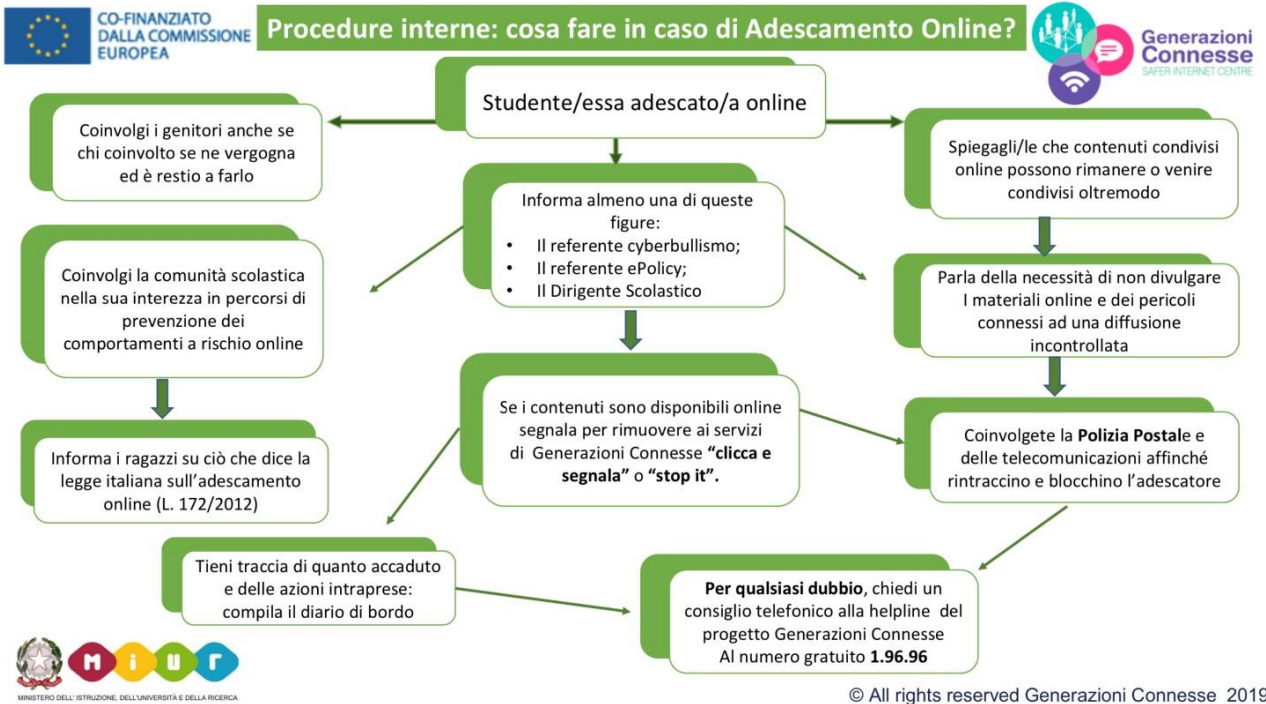 CO-FINANZIATO
DALLA COMMISSIONE
EUROPEA
Procedure interne: cosa fare in caso di Adescamento Online?
Generazioni
Connesse
SAFER INTERNET CENTRE
Studente/essa adescato/a online
Coinvolgi i genitori anche se
chi coinvolto se ne vergogna
ed è restio a farlo
Informa almeno una di queste
figure:
• Il referente cyberbullismo;
• Il referente ePolicy;
• Il Dirigente Scolastico
Spiegagli/le che contenuti condivisi
online possono rimanere o venire
condivisi oltremodo
Coinvolgi la comunità scolastica
nella sua interezza in percorsi di
prevenzione dei
comportamenti a rischio online
Parla della necessità di non divulgare
I materiali online e dei pericoli
connessi ad una diffusione
incontrollata
Se i contenuti sono disponibili online
segnala per rimuovere ai servizi
di Generazioni Connesse “clicca e
segnala” o “stop it”.
Informa i ragazzi su ciò che dice la
legge italiana sull’adescamento
online (L. 172/2012)
Coinvolgete la Polizia Postale e
delle telecomunicazioni affinché
rintraccino e blocchino l’adescatore
Tieni traccia di quanto accaduto
e delle azioni intraprese:
compila il diario di bordo
Per qualsiasi dubbio, chiedi un
consiglio telefonico alla helpline del
progetto Generazioni Connesse
Al numero gratuito 1.96.96
MiUr
MINISTERO DELL' ISTRUZIONE, DELL'UNIVERSITÀ E DELLA RICERCA
© All rights reserved Generazioni Connesse 2019